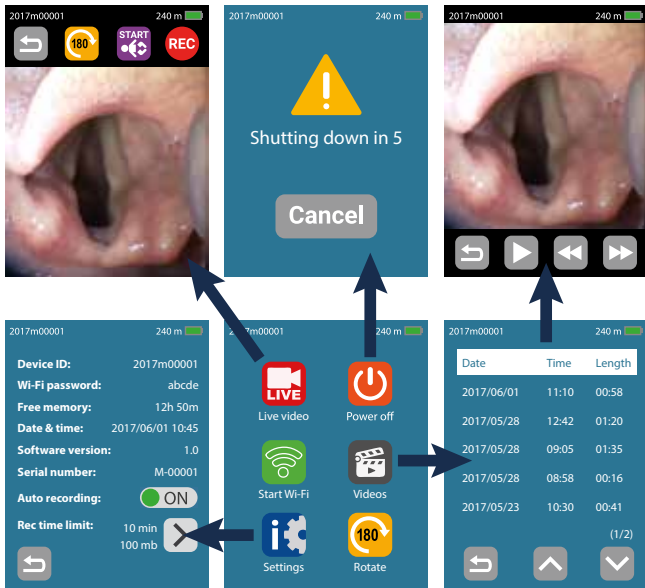 2017m00001 240 m
180°
START
REC
2017m00001 240 m
Shutting down in 5
Cancel
2017m00001 240 m
2017m00001 240 m
Device ID: 2017m00001
Wi-Fi password: abcde
Free memory: 12h 50m
Date & time: 2017/06/01 10:45
Software version: 1.0
Serial number: M-00001
Auto recording: ON
Rec time limit: 10 min
100 mb
m00001 240 m
LIVE
Live video Power off
Start Wi-Fi Videos
i 180°
Settings Rotate
2017m00001 240 m
Date Time Length
2017/06/01 11:10 00:58
2017/05/28 12:42 01:20
2017/05/28 09:05 01:35
2017/05/28 08:58 00:16
2017/05/23 10:30 00:41
(1/2)